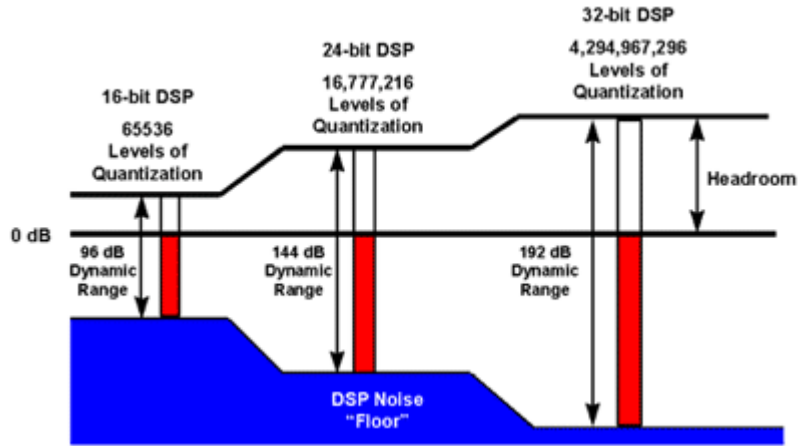 32-bit DSP
4,294,967,296
Levels of
Quantization
24-bit DSP
16,777,216
Levels of
Quantization
16-bit DSP
65536
Levels of
Quantization
Headroom
0 dB
96 dB
Dynamic
Range
144 dB
Dynamic
Range
192 dB
Dynamic
Range
DSP Noise
"Floor"